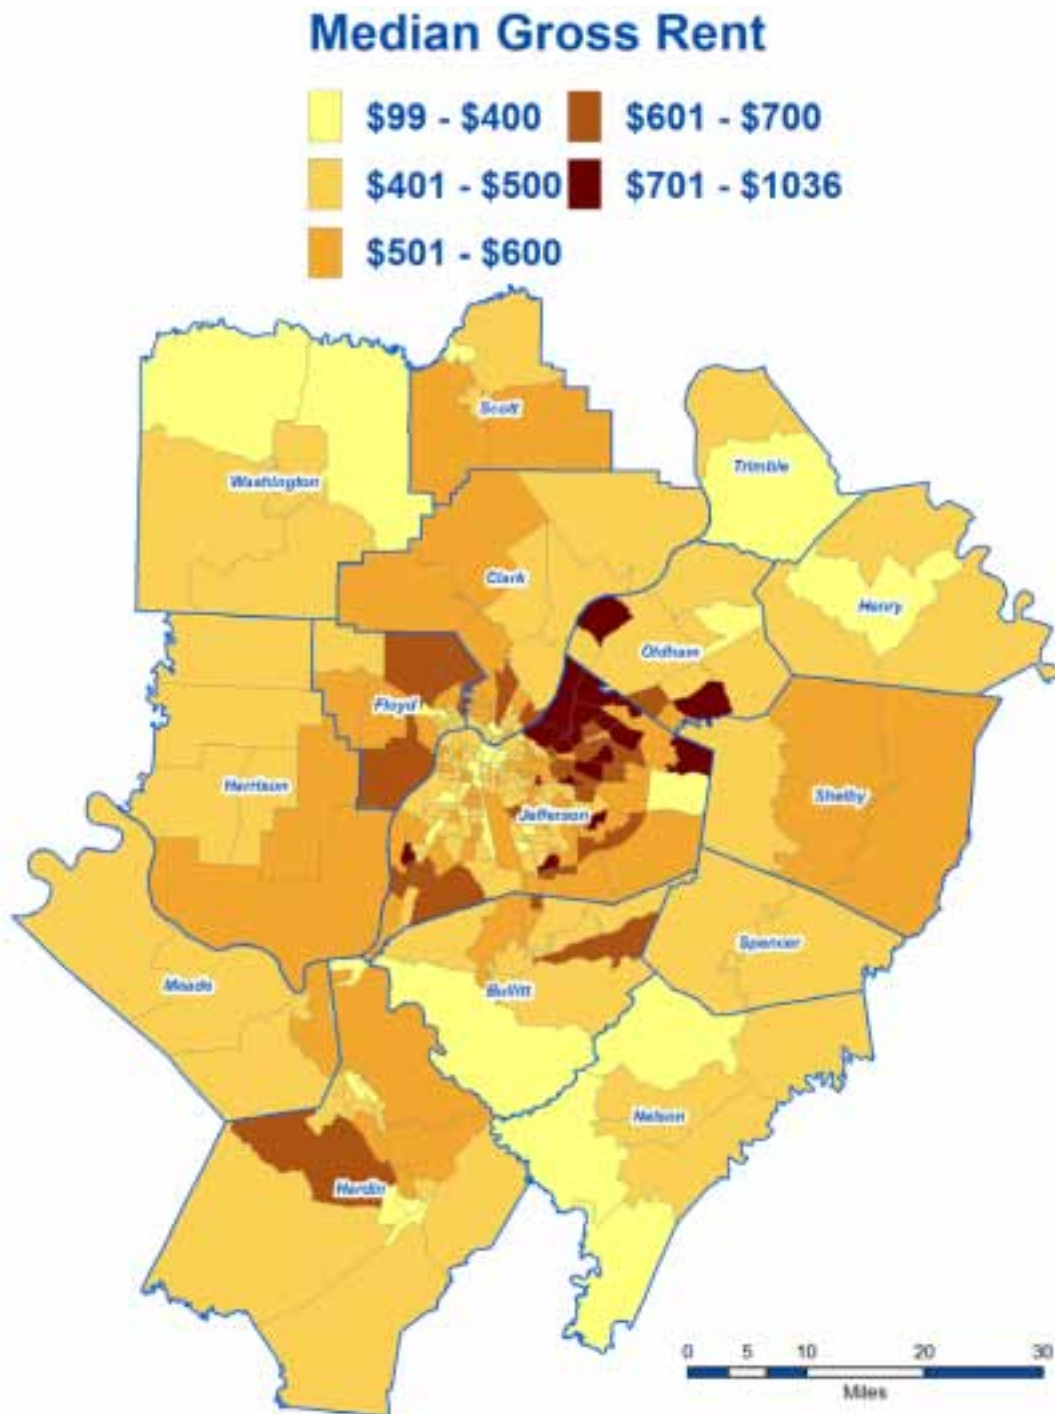 Median Gross Rent
$99 - $400
$601 - $700
$401 - $500
$701 - $1036
$501 - $600
Scott
Trimble
Washington
Clark
Henry
Oldham
Floyd
Harrison
Shelby
Jefferson
Spencer
Meade
Bullitt
Nelson
Hardin
0 5 10 20 30
Miles